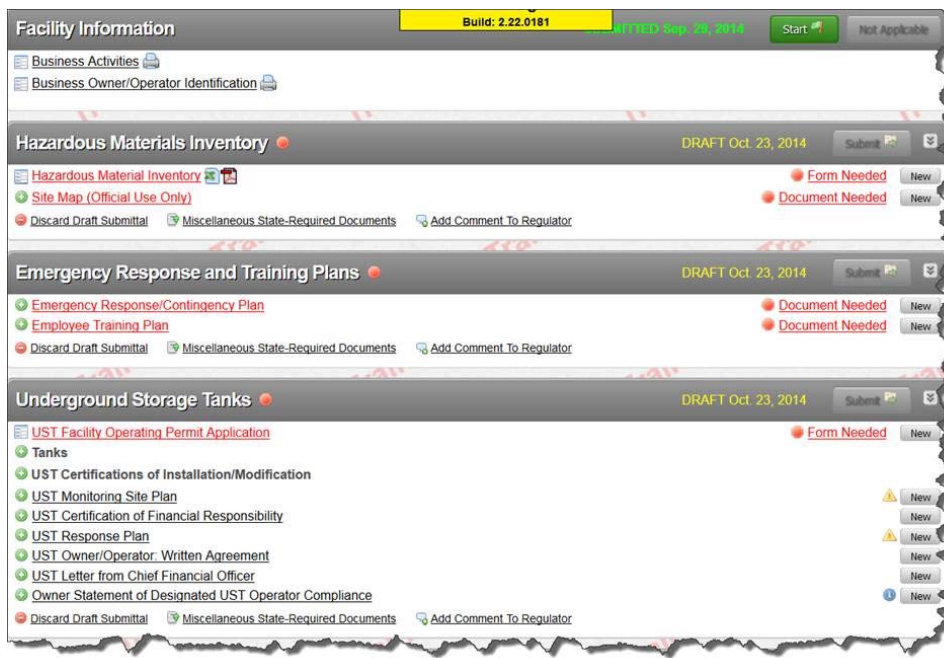 Build: 2.22.0181
Facility Information SUBMITTED Sep. 29, 2014 Start Not Applicable
Business Activities
Business Owner/Operator Identification
Hazardous Materials Inventory DRAFT Oct. 23, 2014 Submit
Hazardous Material Inventory Form Needed New
Site Map (Official Use Only) Document Needed New
Discard Draft Submittal Miscellaneous State-Required Documents Add Comment To Regulator
Emergency Response and Training Plans DRAFT Oct. 23, 2014 Submit
Emergency Response/Contingency Plan Document Needed New
Employee Training Plan Document Needed New
Discard Draft Submittal Miscellaneous State-Required Documents Add Comment To Regulator
Underground Storage Tanks DRAFT Oct. 23, 2014 Submit
UST Facility Operating Permit Application Form Needed New
Tanks
UST Certifications of Installation/Modification
UST Monitoring Site Plan New
UST Certification of Financial Responsibility New
UST Response Plan New
UST Owner/Operator: Written Agreement New
UST Letter from Chief Financial Officer New
Owner Statement of Designated UST Operator Compliance New
Discard Draft Submittal Miscellaneous State-Required Documents Add Comment To Regulator